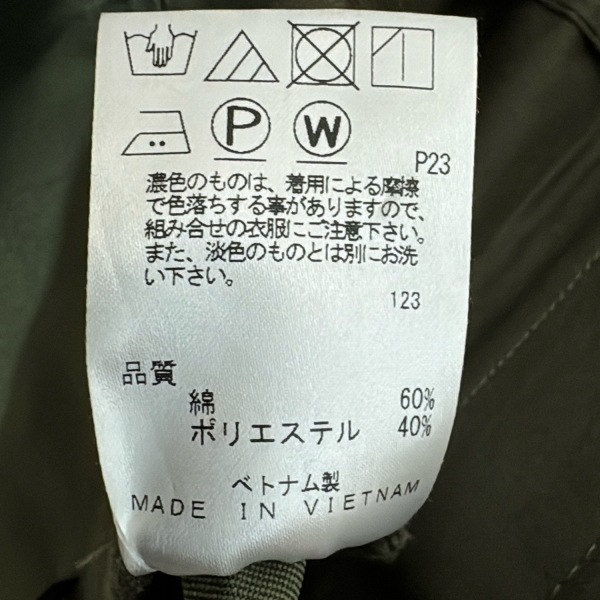 P
W
P23
濃色のものは、着用による摩擦
で色落ちする事がありますので、
組み合せの衣服にご注意下さい。
また、淡色のものとは別にお洗
い下さい。
123
品質
綿 60%
ポリエステル 40%
ベトナム製
MADE IN VIETNAM